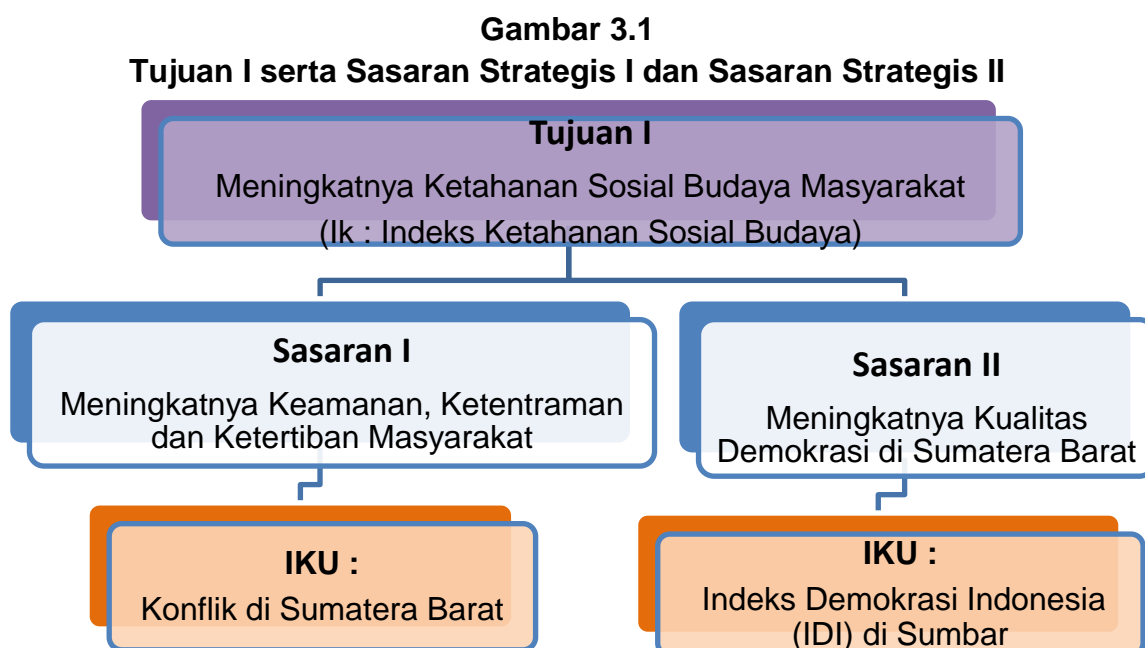 Gambar 3.1
Tujuan I serta Sasaran Strategis I dan Sasaran Strategis II
Tujuan I
Meningkatnya Ketahanan Sosial Budaya Masyarakat
(Ik : Indeks Ketahanan Sosial Budaya)
Sasaran I
Meningkatnya Keamanan, Ketentraman
dan Ketertiban Masyarakat
Sasaran II
Meningkatnya Kualitas
Demokrasi di Sumatera Barat
IKU :
Konflik di Sumatera Barat
IKU :
Indeks Demokrasi Indonesia
(IDI) di Sumbar